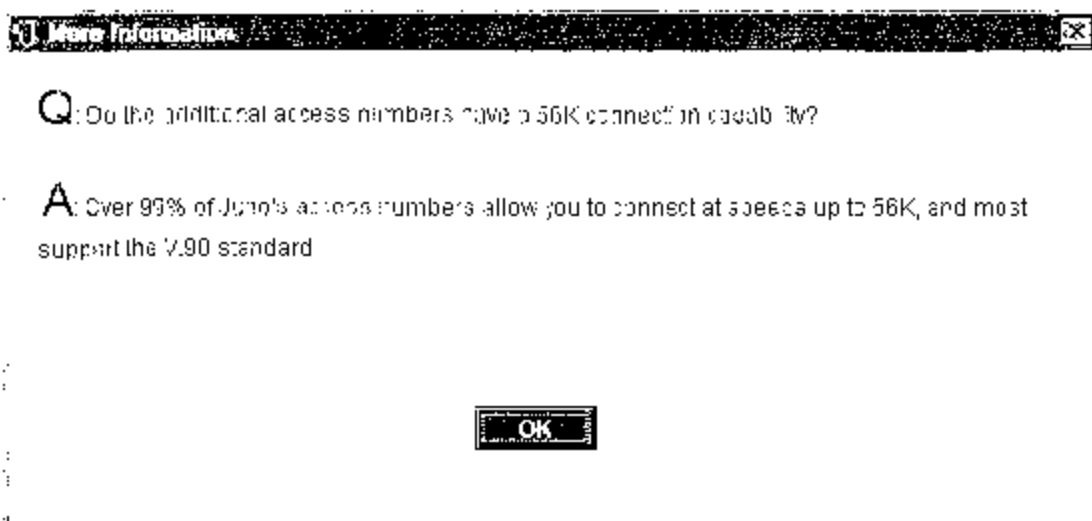 More Information
Q: Do the additional access numbers have a 56K connection capability?
A: Over 99% of Juno's access numbers allow you to connect at speeds up to 56K, and most
support the V.90 standard
OK